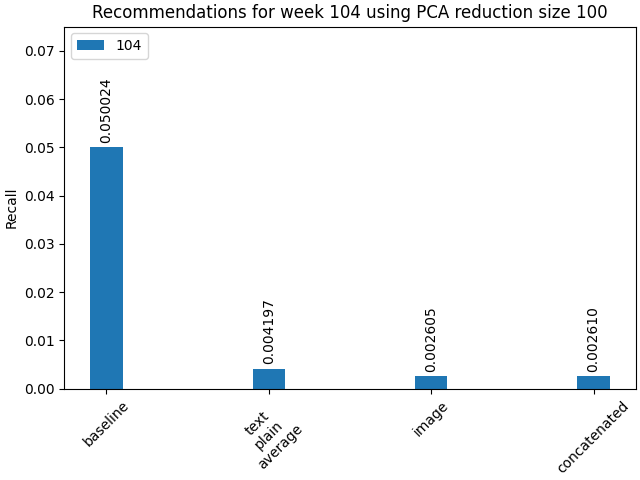 Recommendations for week 104 using PCA reduction size 100
104
Recall
0.07
0.06
0.05
0.04
0.03
0.02
0.01
0.00
0.050024
0.004197
0.002605
0.002610
baseline
text
plain
average
image
concatenated